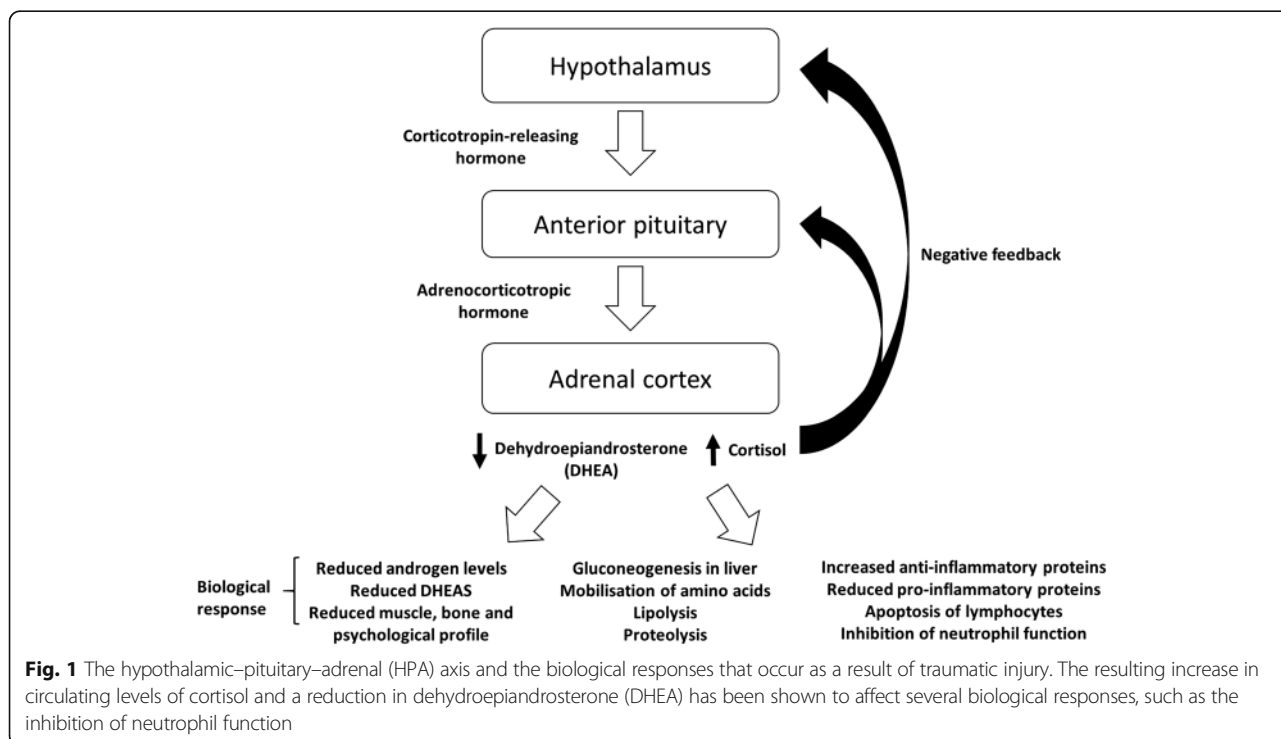 Hypothalamus
Corticotropin-releasing
hormone
Anterior pituitary
Negative feedback
Adrenocorticotropic
hormone
Adrenal cortex
Dehydroepiandrosterone
(DHEA)
Cortisol
Biological
response
Reduced androgen levels
Reduced DHEAS
Reduced muscle, bone and
psychological profile
Gluconeogenesis in liver
Mobilisation of amino acids
Lipolysis
Proteolysis
Increased anti-inflammatory proteins
Reduced pro-inflammatory proteins
Apoptosis of lymphocytes
Inhibition of neutrophil function
Fig. 1 The hypothalamic–pituitary–adrenal (HPA) axis and the biological responses that occur as a result of traumatic injury. The resulting increase in
circulating levels of cortisol and a reduction in dehydroepiandrosterone (DHEA) has been shown to affect several biological responses, such as the
inhibition of neutrophil function